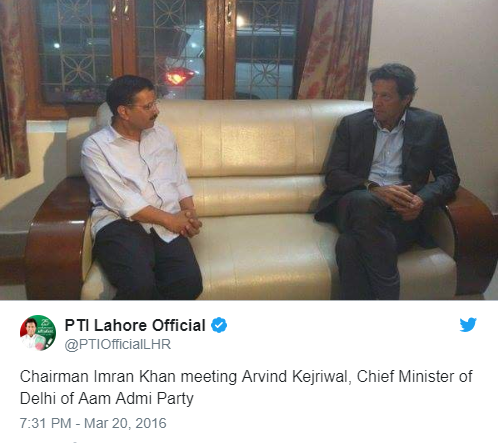 PTI Lahore Official
@PTIOfficialLHR
Chairman Imran Khan meeting Arvind Kejriwal, Chief Minister of
Delhi of Aam Admi Party
7:31 PM - Mar 20, 2016